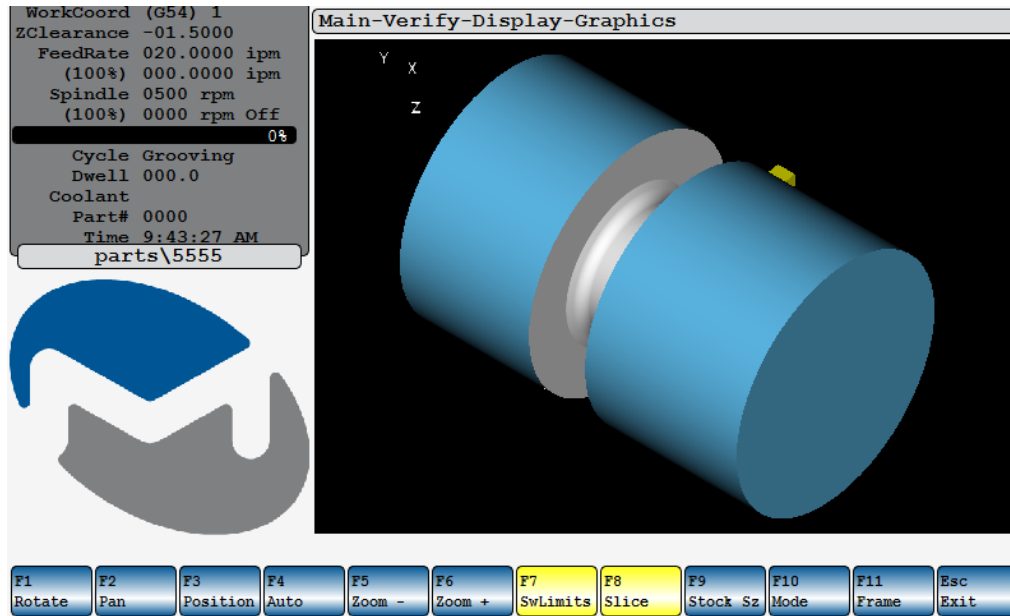 WorkCoord (G54) 1
ZClearance -01.5000
FeedRate 020.0000 ipm
(100%) 000.0000 ipm
Spindle 0500 rpm
(100%) 0000 rpm Off
0%
Cycle Grooving
Dwell 000.0
Coolant
Part# 0000
Time 9:43:27 AM
parts\5555
Main-Verify-Display-Graphics
Y
X
Z
F1 Rotate
F2 Pan
F3 Position
F4 Auto
F5 Zoom -
F6 Zoom +
F7 SwLimits
F8 Slice
F9 Stock Sz
F10 Mode
F11 Frame
Esc Exit